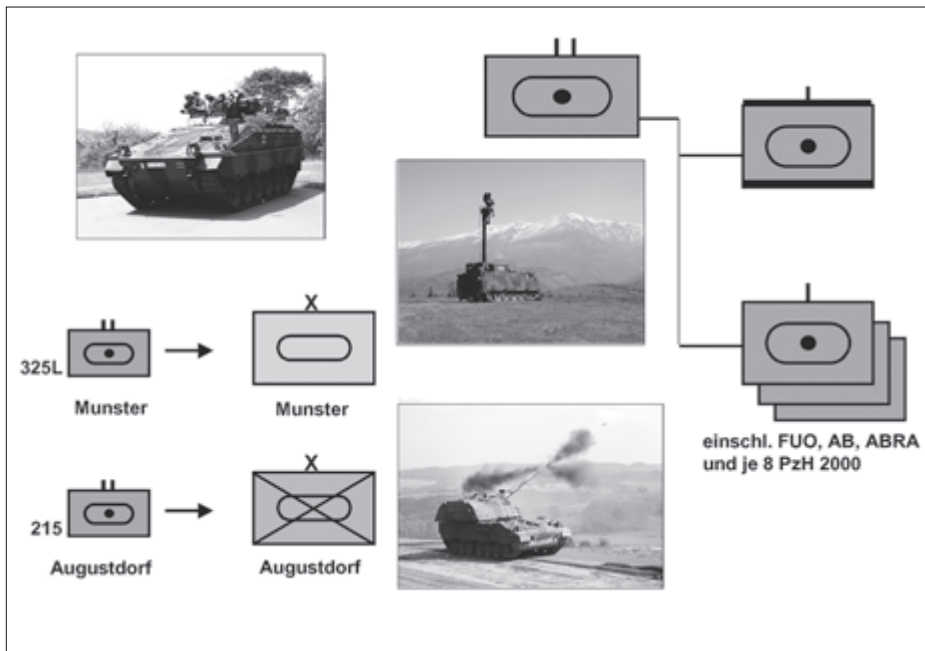 325L
Munster
X
Munster
215
Augustdorf
X
Augustdorf
einschl. FUO, AB, ABRA
und je 8 PzH 2000